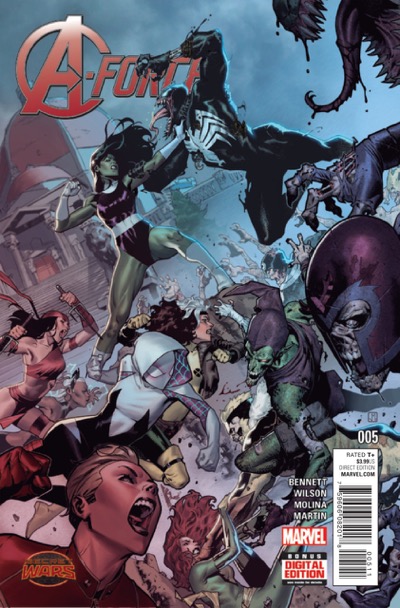 A-FORCE
005
RATED T+
$3.99US
DIRECT EDITION
MARVEL.COM
BENNETT
WILSON
MOLINA
MARTIN
MARVEL
BONUS
DIGITAL
EDITION
00511
SECRET
WARS